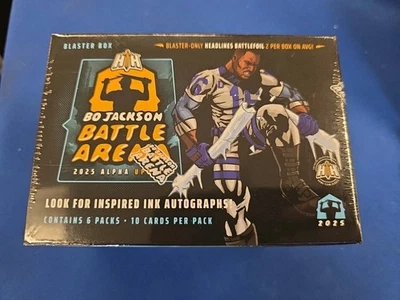 BLASTER BOX
BLASTER-ONLY HEADLINES BATTLEFOIL 2 PER BOX ON AVG!
BO JACKSON
BATTLE
ARENA
2025 ALPHA
LOOK FOR INSPIRED INK AUTOGRAPHS!
CONTAINS 6 PACKS • 10 CARDS PER PACK
2025